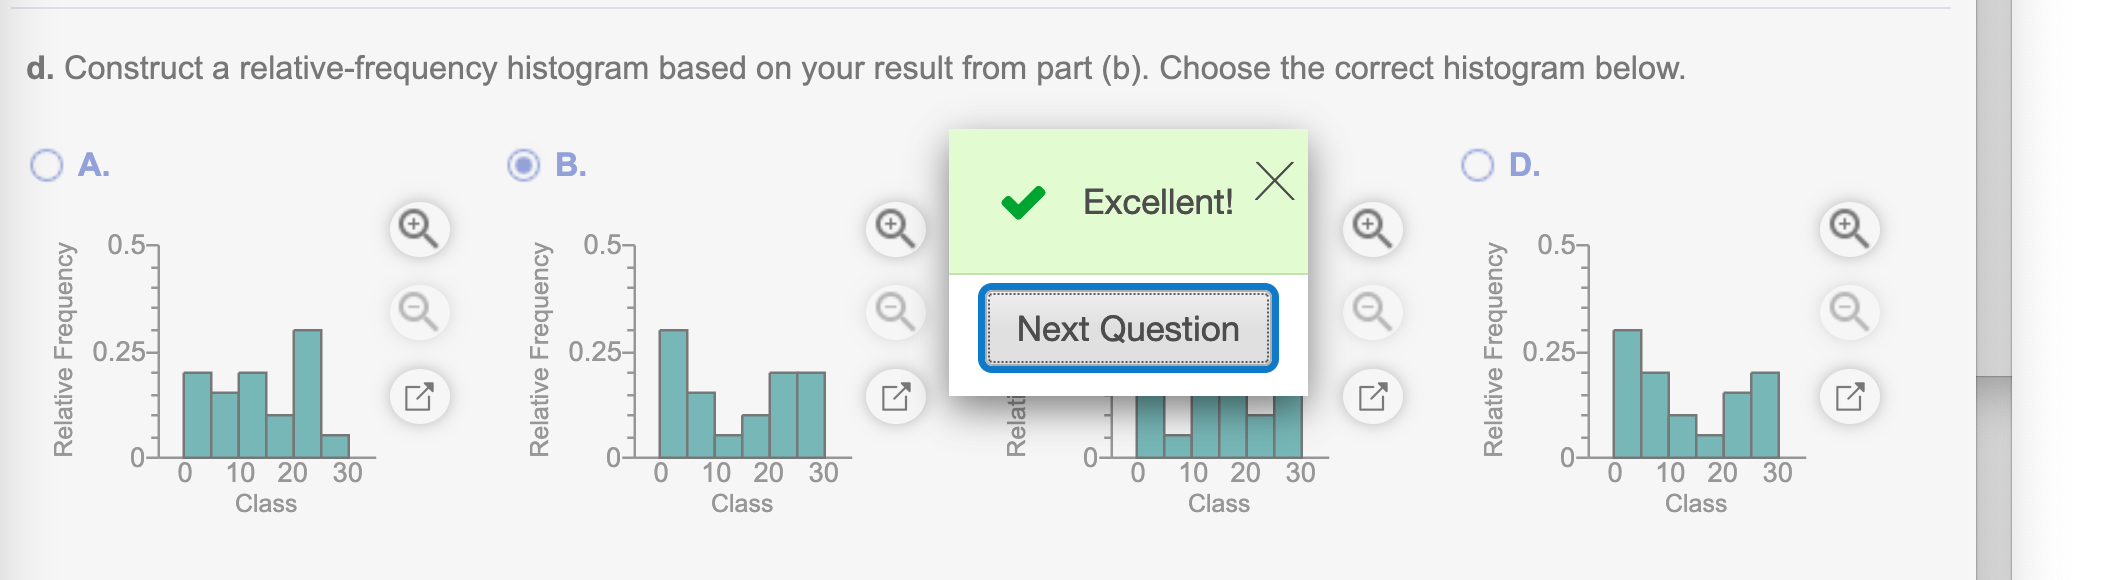 d. Construct a relative-frequency histogram based on your result from part (b). Choose the correct histogram below.
A.
B.
D.
Excellent!
Next Question
Relative Frequency
0.5
0.25
0
0 10 20 30
Class
Relative Frequency
0.5
0.25
0
0 10 20 30
Class
0
0 10 20 30
Class
Relative Frequency
0.5
0.25
0
0 10 20 30
Class